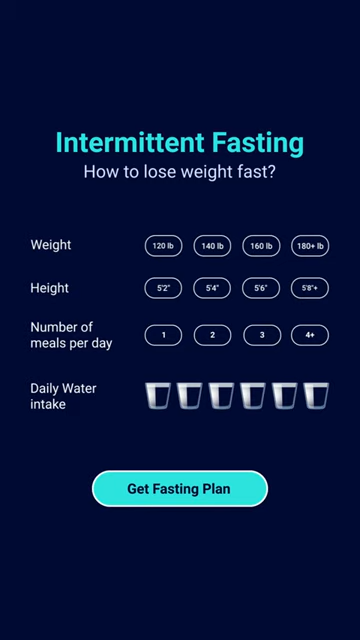 Intermittent Fasting
How to lose weight fast?
Weight 120 lb 140 lb 160 lb 180+ lb
Height 5'2" 5'4" 5'6" 5'8"+
Number of
meals per day 1 2 3 4+
Daily Water
intake
Get Fasting Plan